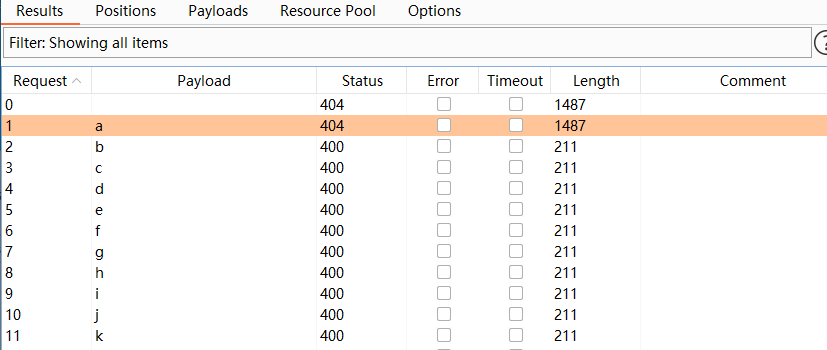 Results Positions Payloads Resource Pool Options
Filter: Showing all items
Request Payload Status Error Timeout Length Comment
0 404 1487
1 a 404 1487
2 b 400 211
3 c 400 211
4 d 400 211
5 e 400 211
6 f 400 211
7 g 400 211
8 h 400 211
9 i 400 211
10 j 400 211
11 k 400 211